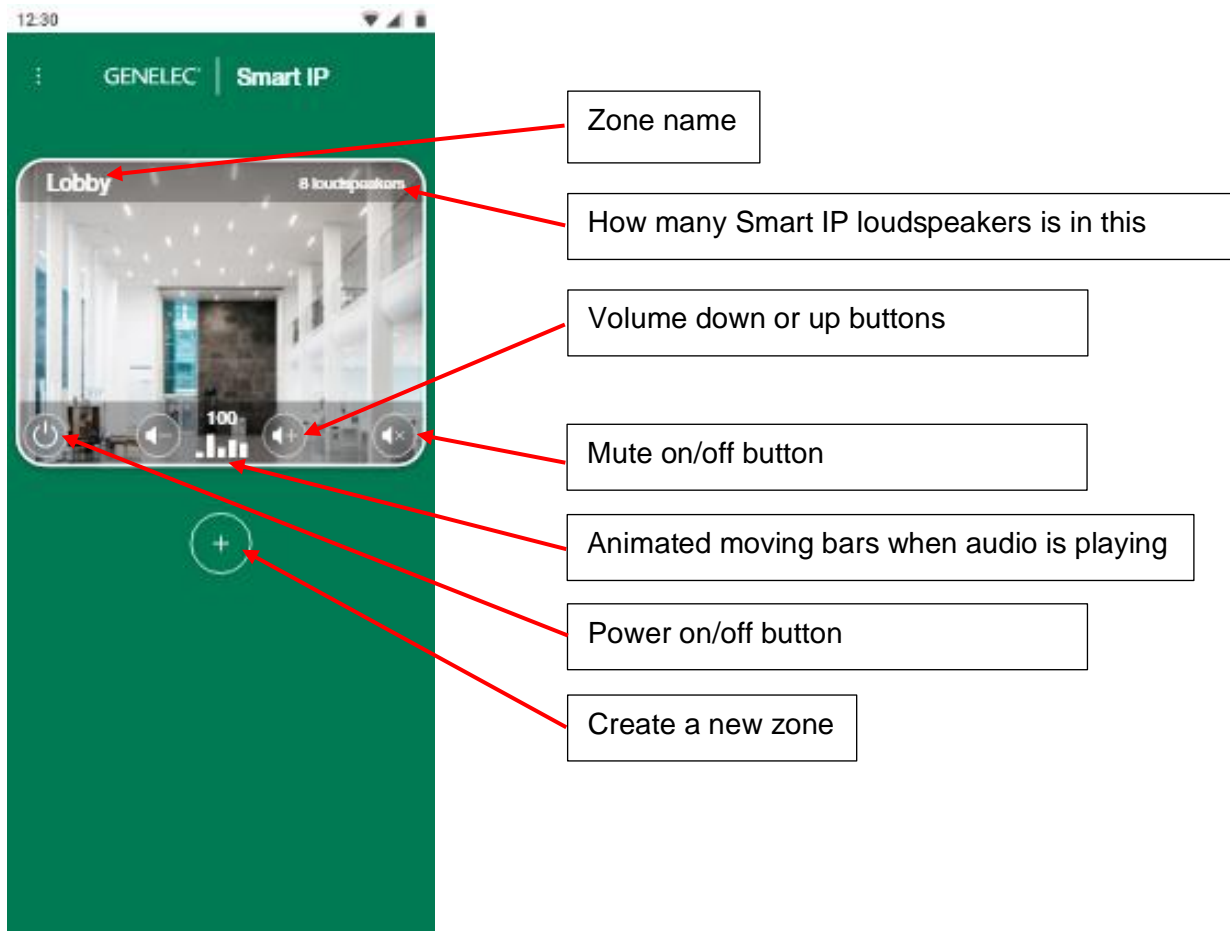 12:30
GENELEC® Smart IP
Zone name
Lobby
8 loudspeakers
How many Smart IP loudspeakers is in this
Volume down or up buttons
100
Mute on/off button
Animated moving bars when audio is playing
Power on/off button
Create a new zone